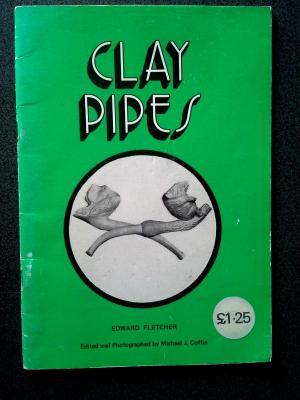 CLAY
PIPES
EDWARD FLETCHER
£1·25
Edited and Photographed by Michael J. Coffin